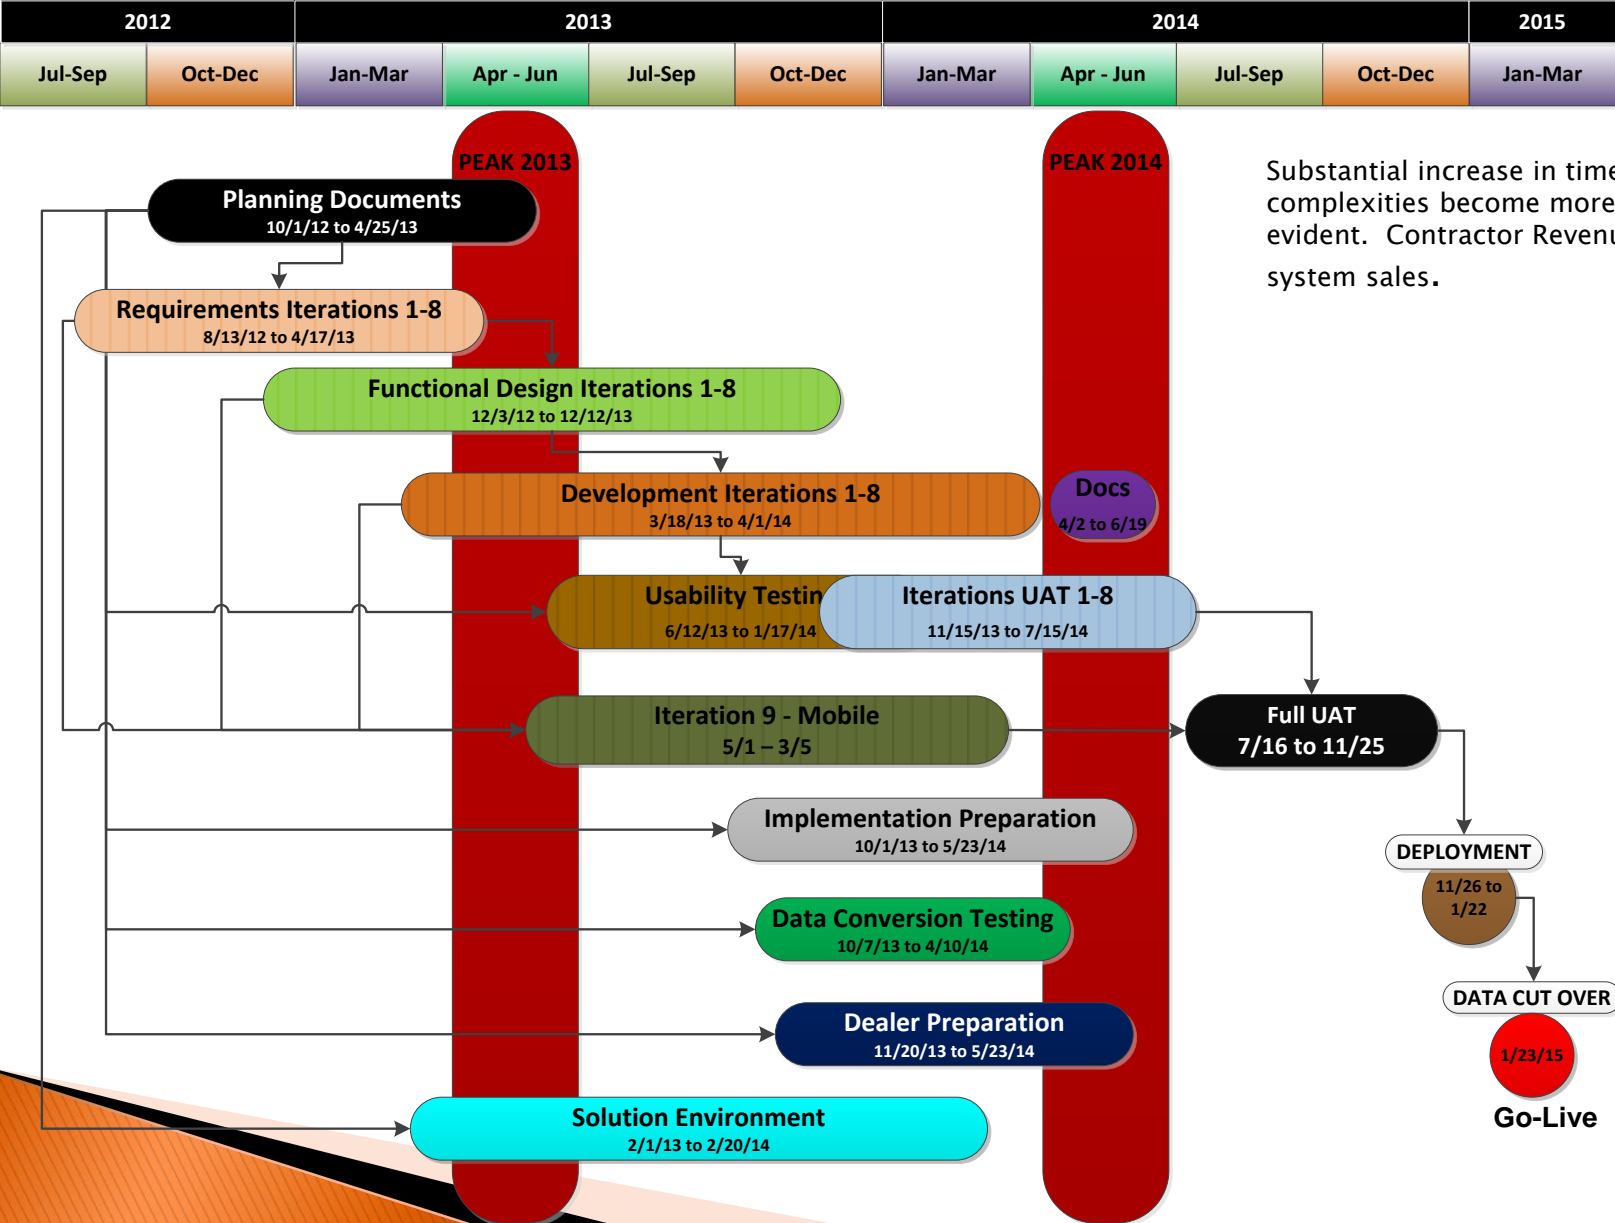 2012
2013
2014
2015
Jul-Sep
Oct-Dec
Jan-Mar
Apr - Jun
Jul-Sep
Oct-Dec
Jan-Mar
Apr - Jun
Jul-Sep
Oct-Dec
Jan-Mar
PEAK 2013
PEAK 2014
Substantial increase in time
complexities become more
evident. Contractor Revenu
system sales.
Planning Documents
10/1/12 to 4/25/13
Requirements Iterations 1-8
8/13/12 to 4/17/13
Functional Design Iterations 1-8
12/3/12 to 12/12/13
Development Iterations 1-8
3/18/13 to 4/1/14
Docs
4/2 to 6/19
Usability Testin
6/12/13 to 1/17/14
Iterations UAT 1-8
11/15/13 to 7/15/14
Iteration 9 - Mobile
5/1 – 3/5
Full UAT
7/16 to 11/25
Implementation Preparation
10/1/13 to 5/23/14
DEPLOYMENT
11/26 to
1/22
Data Conversion Testing
10/7/13 to 4/10/14
DATA CUT OVER
Dealer Preparation
11/20/13 to 5/23/14
1/23/15
Go-Live
Solution Environment
2/1/13 to 2/20/14